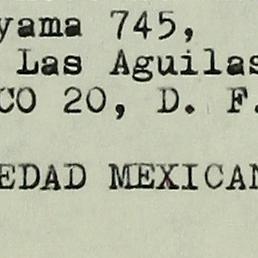 yama 745,
Las Aguilas
CO 20, D. F.
EDAD MEXICAN